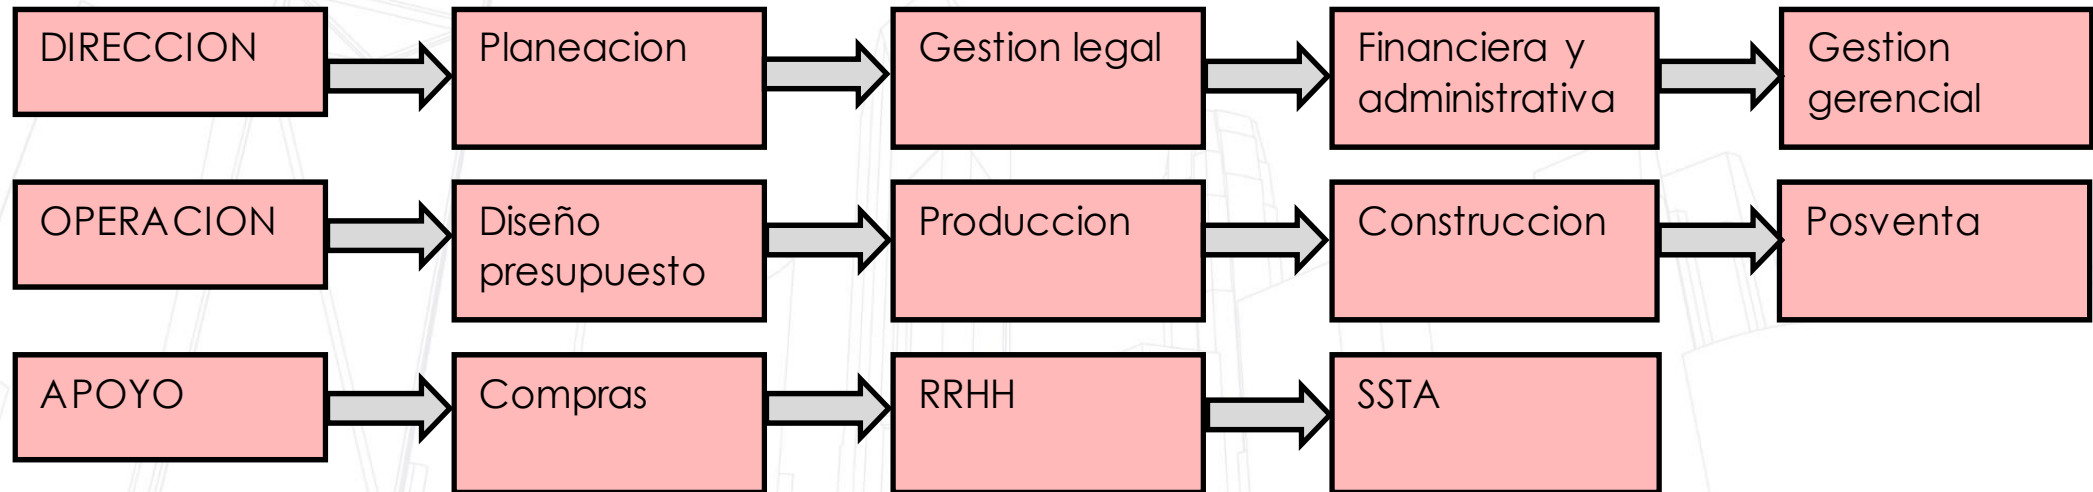 DIRECCION
Planeacion
Gestion legal
Financiera y
administrativa
Gestion
gerencial
OPERACION
Diseño
presupuesto
Produccion
Construccion
Posventa
APOYO
Compras
RRHH
SSTA